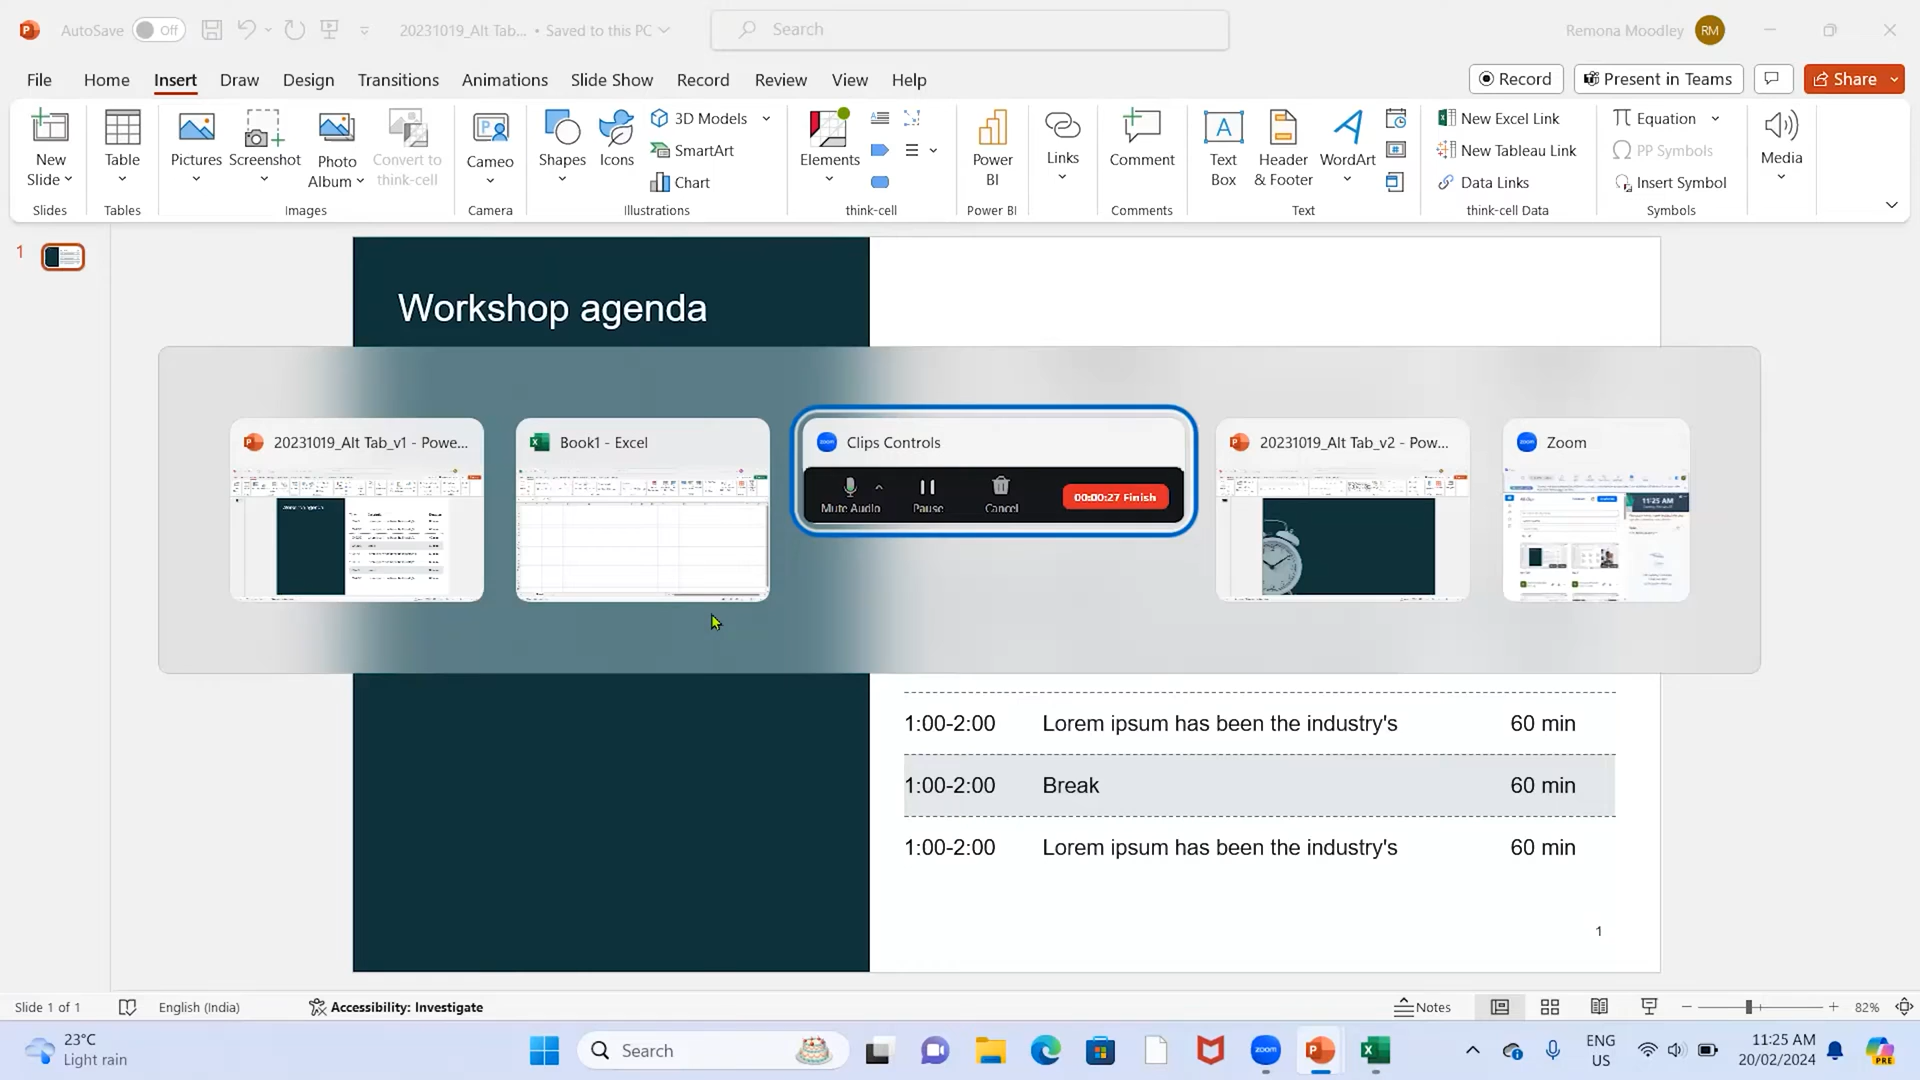 AutoSave Off 20231019_Alt Tab... • Saved to this PC Search Remona Moodley RM
File Home Insert Draw Design Transitions Animations Slide Show Record Review View Help Record Present in Teams Share
New Slide Table Pictures Screenshot Photo Album Convert to think-cell Cameo Shapes Icons 3D Models SmartArt Chart Elements Power BI Links Comment Text Box Header & Footer WordArt New Excel Link New Tableau Link Data Links Equation PP Symbols Insert Symbol Media
Slides Tables Images Camera Illustrations think-cell Power BI Comments Text think-cell Data Symbols
1
Workshop agenda
20231019_Alt Tab_v1 - Powe... Book1 - Excel Clips Controls 20231019_Alt Tab_v2 - Pow... Zoom
Mute Audio Pause Cancel 00:00:27 Finish
11:25 AM
1:00-2:00 Lorem ipsum has been the industry's 60 min
1:00-2:00 Break 60 min
1:00-2:00 Lorem ipsum has been the industry's 60 min
1
Slide 1 of 1 English (India) Accessibility: Investigate Notes 82%
23°C
Light rain
Search
zoom
ENG
US
11:25 AM
20/02/2024
PRE